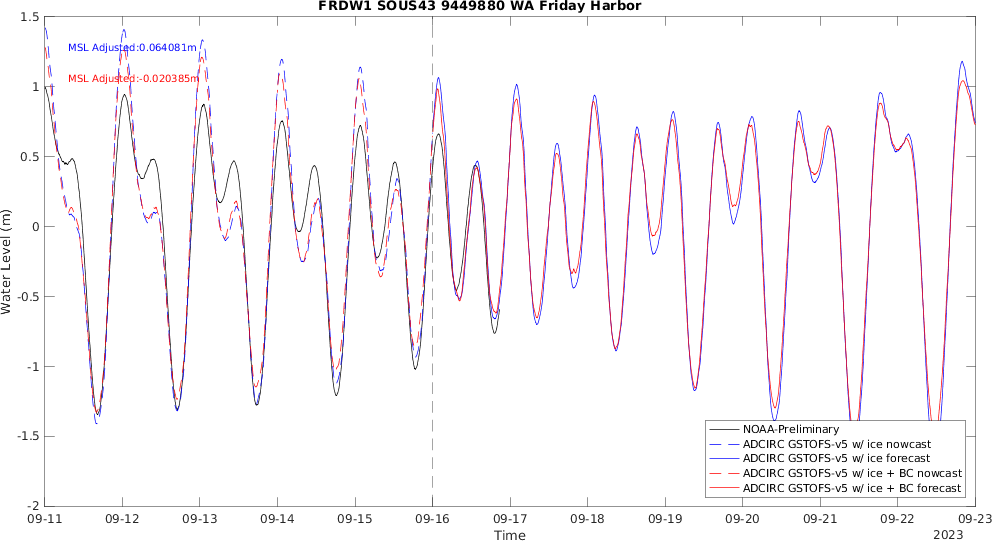 FRDW1 SOUS43 9449880 WA Friday Harbor
MSL Adjusted:0.064081m
MSL Adjusted:-0.020385m
Water Level (m)
1.5
1
0.5
0
-0.5
-1
-1.5
-2
NOAA-Preliminary
ADCIRC GSTOFS-v5 w/ ice nowcast
ADCIRC GSTOFS-v5 w/ ice forecast
ADCIRC GSTOFS-v5 w/ ice + BC nowcast
ADCIRC GSTOFS-v5 w/ ice + BC forecast
09-11 09-12 09-13 09-14 09-15 09-16 09-17 09-18 09-19 09-20 09-21 09-22 09-23
Time
2023